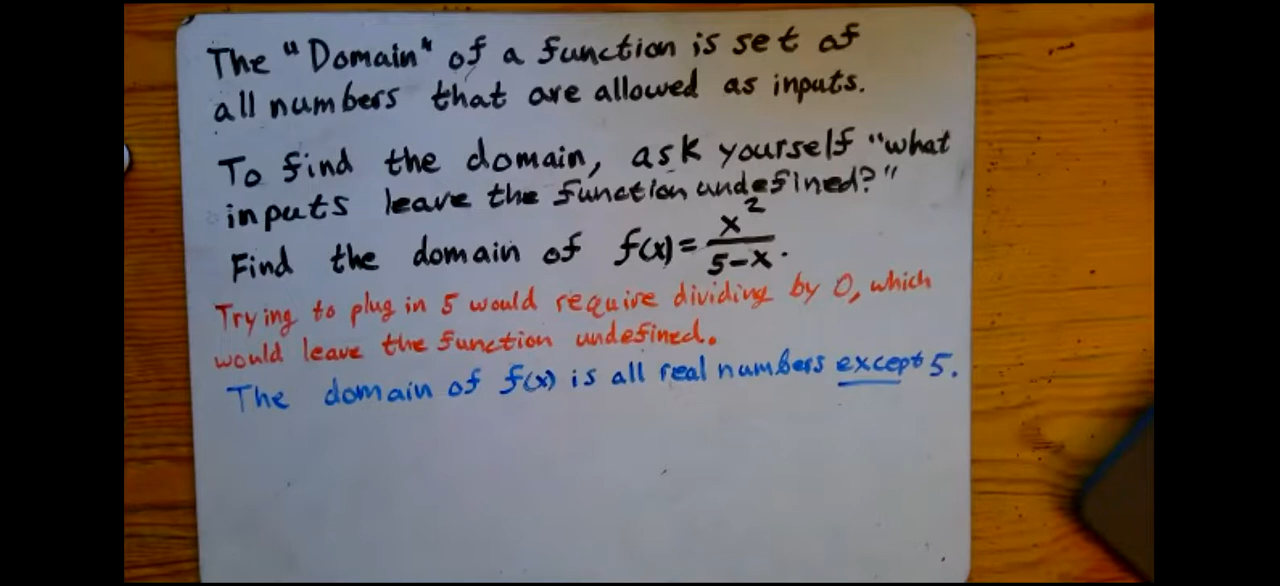 The "Domain" of a function is set of
all numbers that are allowed as inputs.
To find the domain, ask yourself "what
inputs leave the function undefined?"
Find the domain of f(x)=x²/(5-x).
Trying to plug in 5 would require dividing by 0, which
would leave the function undefined.
The domain of f(x) is all real numbers except 5.